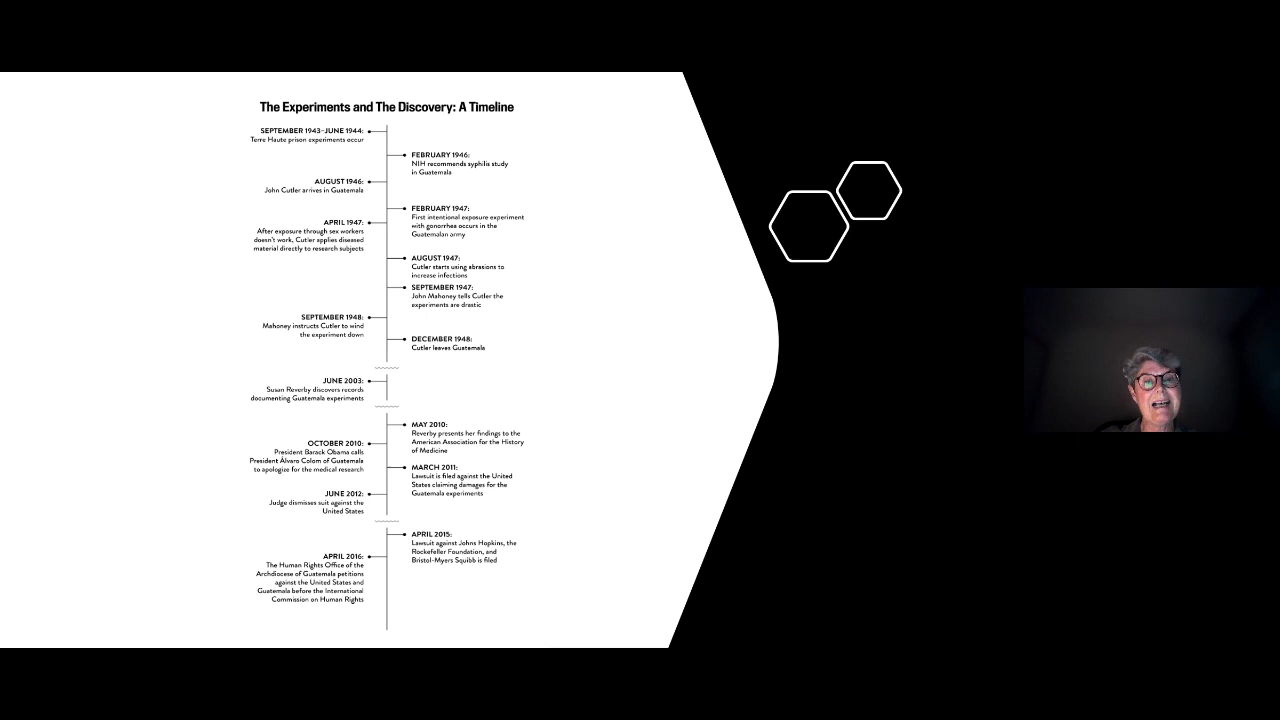 The Experiments and The Discovery: A Timeline
SEPTEMBER 1943–JUNE 1944:
Terre Haute prison experiments occur
FEBRUARY 1946:
NIH recommends syphilis study
in Guatemala
AUGUST 1946:
John Cutler arrives in Guatemala
FEBRUARY 1947:
First intentional exposure experiment
with gonorrhea occurs in the
Guatemalan army
APRIL 1947:
After exposure through sex workers
doesn't work, Cutler applies diseased
material directly to research subjects
AUGUST 1947:
Cutler starts using abrasions to
increase infections
SEPTEMBER 1947:
John Mahoney tells Cutler the
experiments are drastic
SEPTEMBER 1948:
Mahoney instructs Cutler to wind
the experiment down
DECEMBER 1948:
Cutler leaves Guatemala
JUNE 2003:
Susan Reverby discovers records
documenting Guatemala experiments
MAY 2010:
Reverby presents her findings to the
American Association for the History
of Medicine
OCTOBER 2010:
President Barack Obama calls
President Álvaro Colom of Guatemala
to apologize for the medical research
MARCH 2011:
Lawsuit is filed against the United
States claiming damages for the
Guatemala experiments
JUNE 2012:
Judge dismisses suit against the
United States
APRIL 2015:
Lawsuit against Johns Hopkins, the
Rockefeller Foundation, and
Bristol-Myers Squibb is filed
APRIL 2016:
The Human Rights Office of the
Archdiocese of Guatemala petitions
against the United States and
Guatemala before the International
Commission on Human Rights